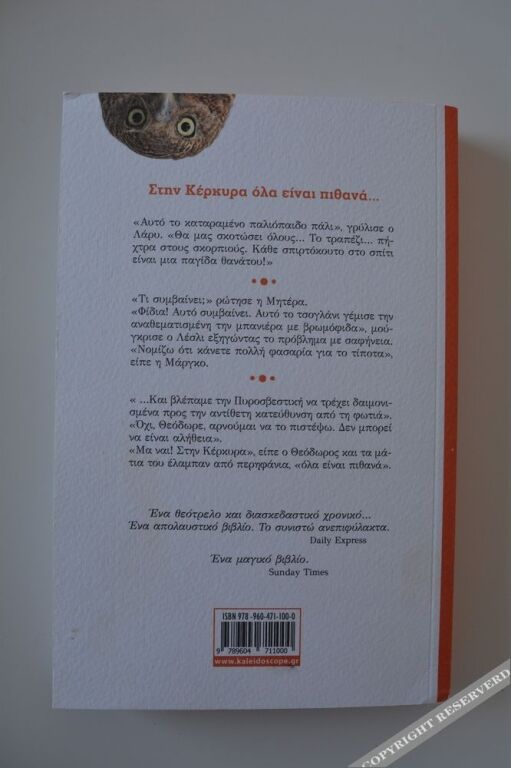 Στην Κέρκυρα όλα είναι πιθανά...
«Αυτό το καταραμένο παλιόπαιδο πάλι», γρύλισε ο
Λάρυ. «Θα μας σκοτώσει όλους... Το τραπέζι... πή-
χτρα στους σκορπιούς. Κάθε σπιρτόκουτο στο σπίτι
είναι μια παγίδα θανάτου!»
«Τι συμβαίνει;» ρώτησε η Μητέρα.
«Φίδια! Αυτό συμβαίνει. Αυτό το τσογλάνι γέμισε την
αναθεματισμένη την μπανιέρα με βρωμόφιδα», μού-
γκρισε ο Λέσλι εξηγώντας το πρόβλημα με σαφήνεια.
«Νομίζω ότι κάνετε πολλή φασαρία για το τίποτα»,
είπε η Μάργκο.
« ...Και βλέπαμε την Πυροσβεστική να τρέχει δαιμονι-
σμένα προς την αντίθετη κατεύθυνση από τη φωτιά».
«Όχι, Θεόδωρε, αρνούμαι να το πιστέψω. Δεν μπορεί
να είναι αλήθεια».
«Μα ναι! Στην Κέρκυρα», είπε ο Θεόδωρος και τα μά-
τια του έλαμπαν από περηφάνια, «όλα είναι πιθανά».
Ένα θεότρελο και διασκεδαστικό χρονικό...
Ένα απολαυστικό βιβλίο. Το συνιστώ ανεπιφύλακτα.
Daily Express
Ένα μαγικό βιβλίο.
Sunday Times
ISBN 978 -960-471-100-0
9 789604 711000
www.kaleidoscope.gr
COPYRIGHT RESERVERD